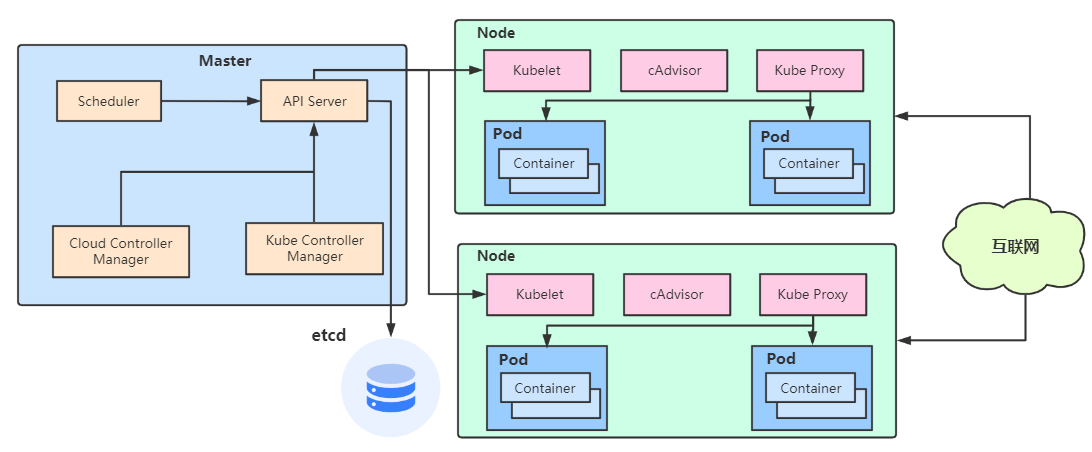 Master
Scheduler
API Server
Cloud Controller
Manager
Kube Controller
Manager
etcd
Node
Kubelet
cAdvisor
Kube Proxy
Pod
Container
Pod
Container
Node
Kubelet
cAdvisor
Kube Proxy
Pod
Container
Pod
Container
互联网